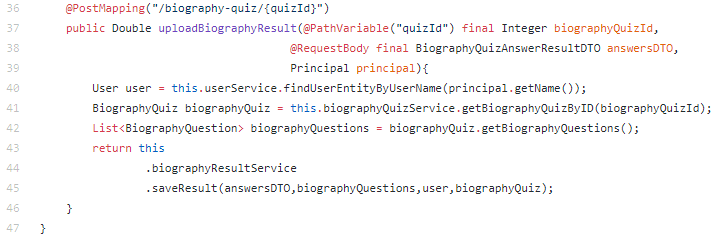 36 @PostMapping("/biography-quiz/{quizId}")
37 public Double uploadBiographyResult(@PathVariable("quizId") final Integer biographyQuizId,
38 @RequestBody final BiographyQuizAnswerResultDTO answersDTO,
39 Principal principal){
40 User user = this.userService.findUserEntityByUserName(principal.getName());
41 BiographyQuiz biographyQuiz = this.biographyQuizService.getBiographyQuizByID(biographyQuizId);
42 List<BiographyQuestion> biographyQuestions = biographyQuiz.getBiographyQuestions();
43 return this
44 .biographyResultService
45 .saveResult(answersDTO,biographyQuestions,user,biographyQuiz);
46 }
47 }